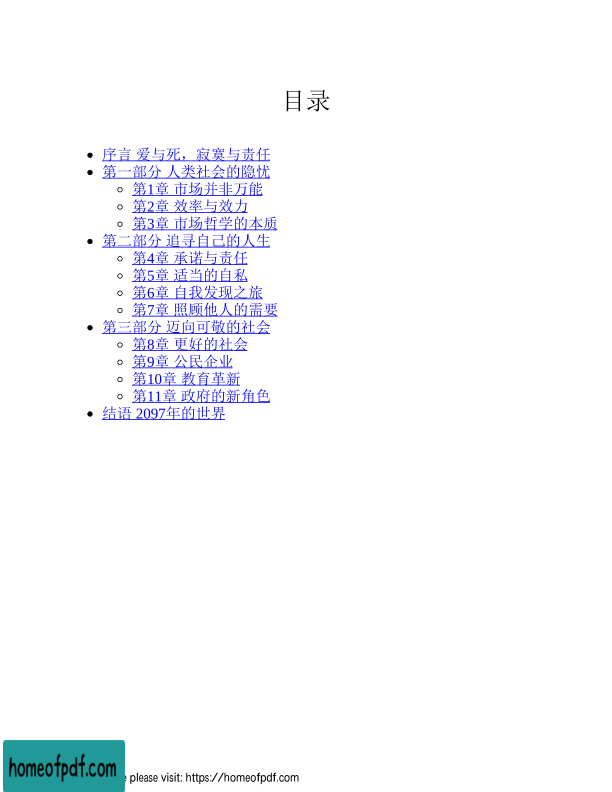 目录
序言 爱与死，寂寞与责任
第一部分 人类社会的隐忧
第1章 市场并非万能
第2章 效率与效力
第3章 市场哲学的本质
第二部分 追寻自己的人生
第4章 承诺与责任
第5章 适当的自私
第6章 自我发现之旅
第7章 照顾他人的需要
第三部分 迈向可敬的社会
第8章 更好的社会
第9章 公民企业
第10章 教育革新
第11章 政府的新角色
结语 2097年的世界
homeofpdf.com
please visit: https://homeofpdf.com